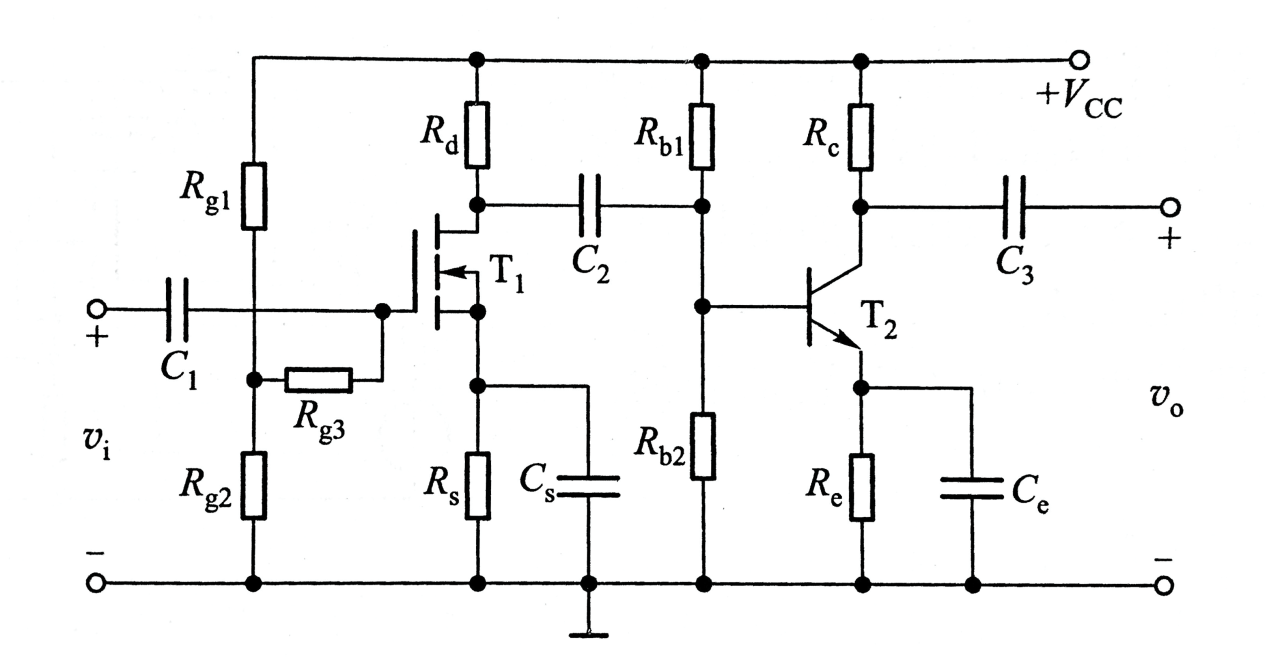 +V_CC
R_d
R_b1
R_c
R_g1
C_2
C_3
T_1
+
+
T_2
C_1
R_g3
v_o
v_i
R_b2
R_g2
R_s
C_s
R_e
C_e
−
−